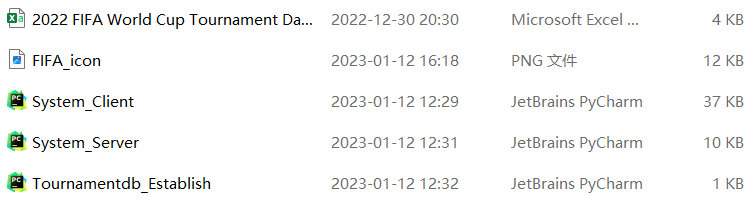 2022 FIFA World Cup Tournament Da... 2022-12-30 20:30 Microsoft Excel ... 4 KB
FIFA_icon 2023-01-12 16:18 PNG 文件 12 KB
System_Client 2023-01-12 12:29 JetBrains PyCharm 37 KB
System_Server 2023-01-12 12:31 JetBrains PyCharm 10 KB
Tournamentdb_Establish 2023-01-12 12:32 JetBrains PyCharm 1 KB